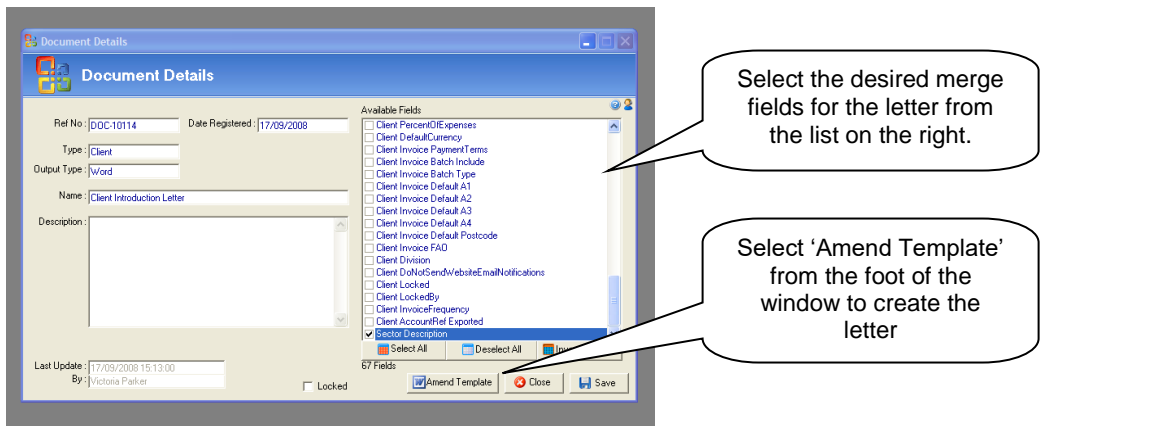 Document Details
Document Details
Ref No : DOC-10114 Date Registered : 17/09/2008
Type : Client
Output Type : Word
Name : Client Introduction Letter
Description :
Available Fields
Client PercentOfExpenses
Client DefaultCurrency
Client Invoice PaymentTerms
Client Invoice Batch Include
Client Invoice Batch Type
Client Invoice Default A1
Client Invoice Default A2
Client Invoice Default A3
Client Invoice Default A4
Client Invoice Default Postcode
Client Invoice FAO
Client Division
Client DoNotSendWebsiteEmailNotifications
Client Locked
Client LockedBy
Client InvoiceFrequency
Client AccountRef Exported
Sector Description
Select All Deselect All
67 Fields
Last Update : 17/09/2008 15:13:00
By : Victoria Parker
Locked
Amend Template Close Save
Select the desired merge
fields for the letter from
the list on the right.
Select ‘Amend Template’
from the foot of the
window to create the
letter